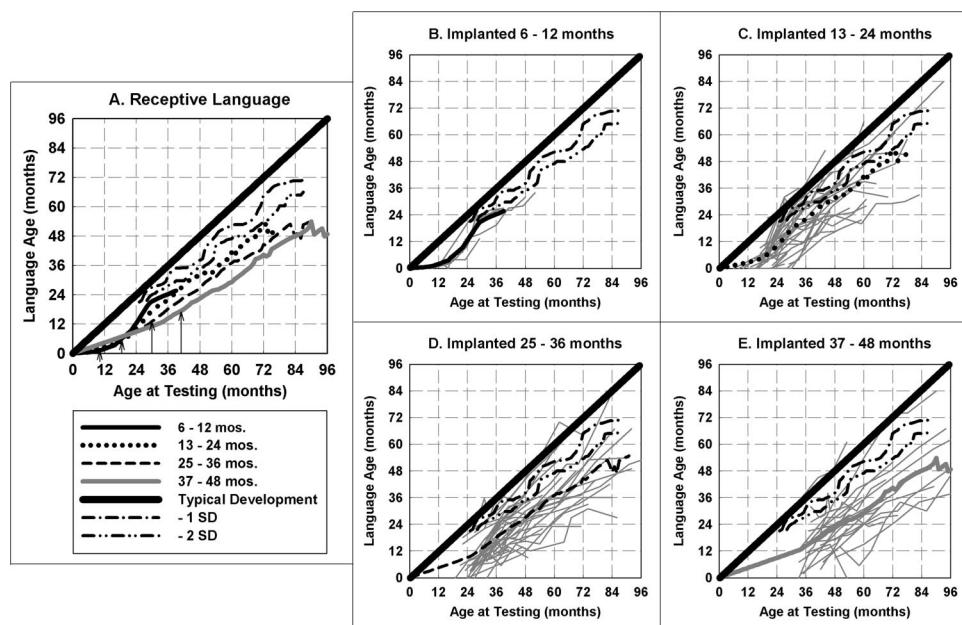 A. Receptive Language
Language Age (months)
96
84
72
60
48
36
24
12
0
0 12 24 36 48 60 72 84 96
Age at Testing (months)
6 - 12 mos.
13 - 24 mos.
25 - 36 mos.
37 - 48 mos.
Typical Development
- 1 SD
- 2 SD
B. Implanted 6 - 12 months
Language Age (months)
96
84
72
60
48
36
24
12
0
0 12 24 36 48 60 72 84 96
Age at Testing (months)
C. Implanted 13 - 24 months
Language Age (months)
96
84
72
60
48
36
24
12
0
0 12 24 36 48 60 72 84 96
Age at Testing (months)
D. Implanted 25 - 36 months
Language Age (months)
96
84
72
60
48
36
24
12
0
0 12 24 36 48 60 72 84 96
Age at Testing (months)
E. Implanted 37 - 48 months
Language Age (months)
96
84
72
60
48
36
24
12
0
0 12 24 36 48 60 72 84 96
Age at Testing (months)